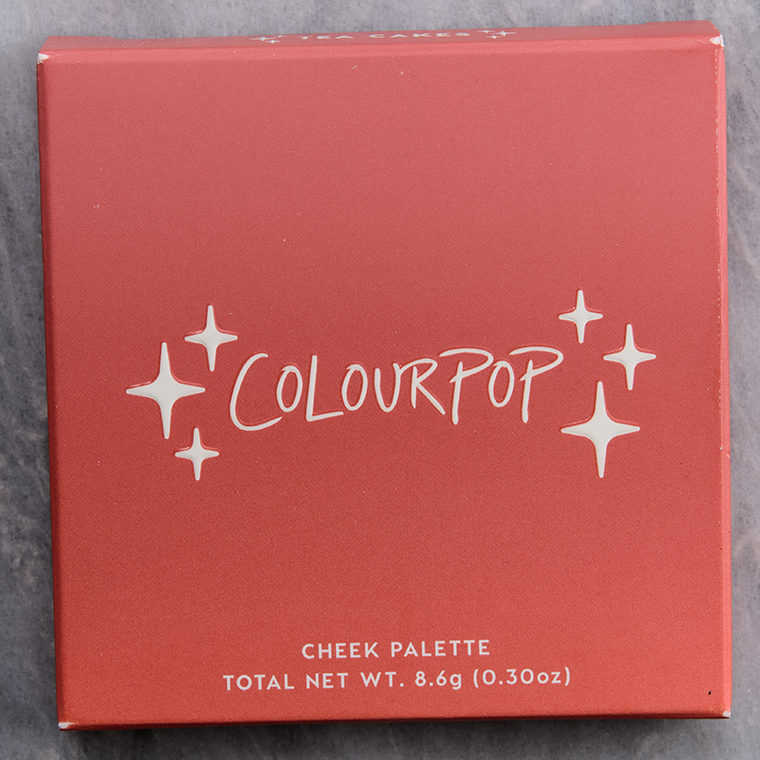 TEA CAKES
COLOURPOP
CHEEK PALETTE
TOTAL NET WT. 8.6g (0.30oz)